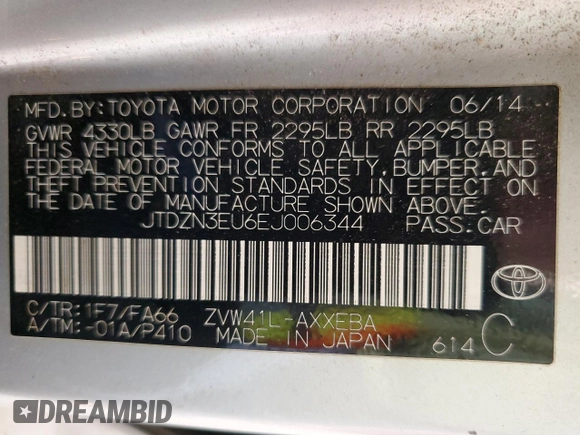 MFD.BY:TOYOTA MOTOR CORPORATION 06/14
GVWR 4330LB GAWR FR 2295LB RR 2295LB
THIS VEHICLE CONFORMS TO ALL APPLICABLE
FEDERAL MOTOR VEHICLE SAFETY,BUMPER,AND
THEFT PREVENTION STANDARDS IN EFFECT ON
THE DATE OF MANUFACTURE SHOWN ABOVE.
JTDZN3EU6EJ006344 PASS.CAR
TOYOTA
C/TR:1F7/FA66 ZVW41L-AXXEBA
A/TM:-01A/P410 MADE IN JAPAN 614 C
DREAMBID